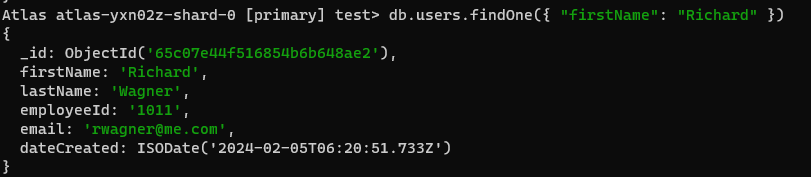 Atlas atlas-yxn02z-shard-0 [primary] test> db.users.findOne({ "firstName": "Richard" })
{
  _id: ObjectId('65c07e44f516854b6b648ae2'),
  firstName: 'Richard',
  lastName: 'Wagner',
  employeeId: '1011',
  email: 'rwagner@me.com',
  dateCreated: ISODate('2024-02-05T06:20:51.733Z')
}